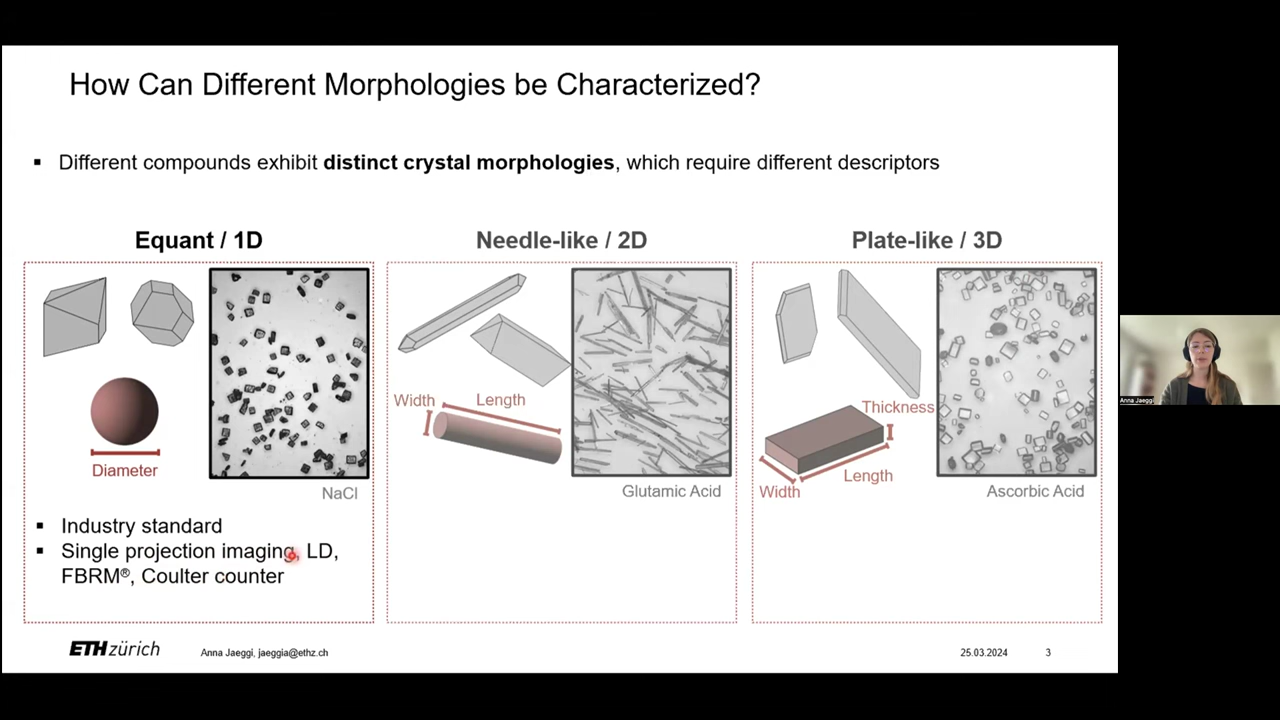 How Can Different Morphologies be Characterized?
▪ Different compounds exhibit distinct crystal morphologies, which require different descriptors
Equant / 1D
Diameter
NaCl
▪ Industry standard
▪ Single projection imaging, LD,
FBRM®, Coulter counter
Needle-like / 2D
Width
Length
Glutamic Acid
Plate-like / 3D
Thickness
Length
Width
Ascorbic Acid
ETH zürich
Anna Jaeggi, jaeggia@ethz.ch
25.03.2024
3
Anna Jaeggi